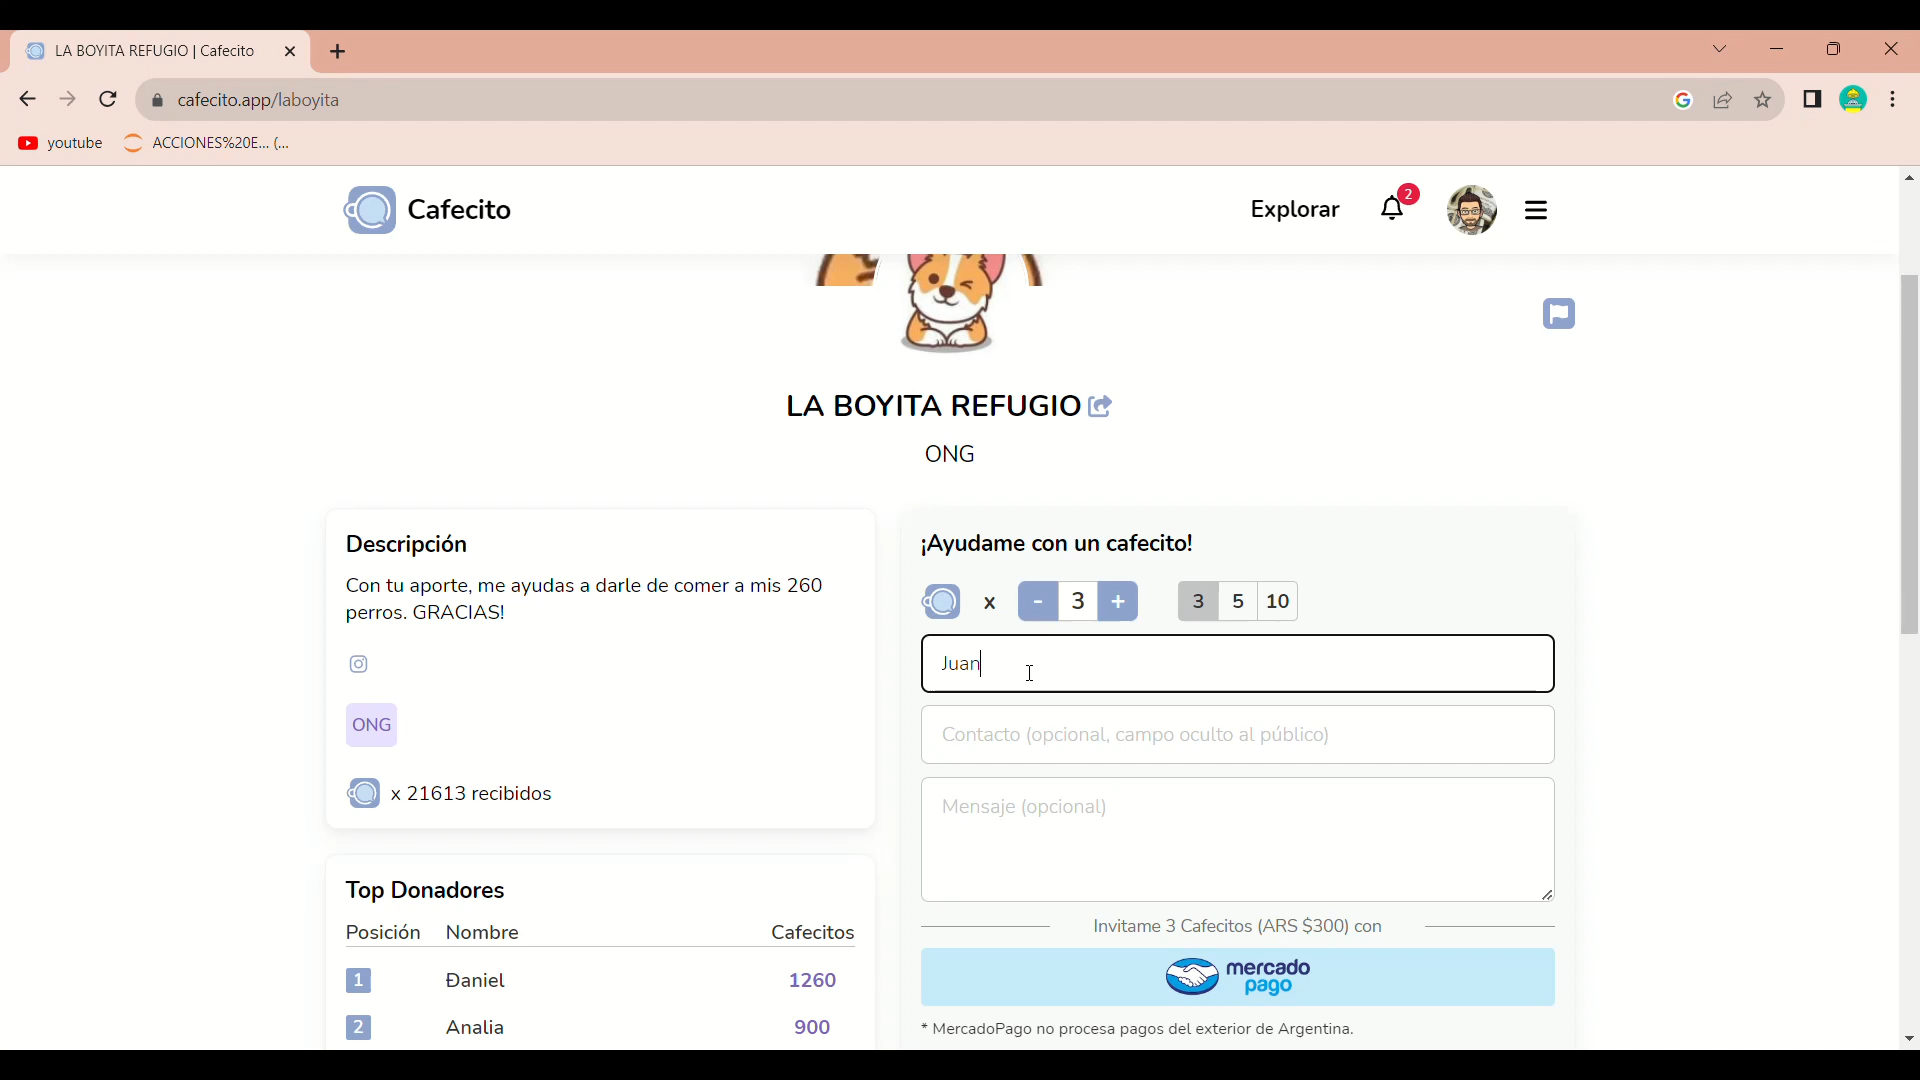 LA BOYITA REFUGIO | Cafecito
cafecito.app/laboyita
youtube
ACCIONES%20E... (...
Cafecito
Explorar
2
LA BOYITA REFUGIO
ONG
Descripción
Con tu aporte, me ayudas a darle de comer a mis 260
perros. GRACIAS!
ONG
x 21613 recibidos
Top Donadores
Posición Nombre Cafecitos
1 Đaniel 1260
2 Analia 900
¡Ayudame con un cafecito!
x - 3 + 3 5 10
Juan
Contacto (opcional, campo oculto al público)
Mensaje (opcional)
Invitame 3 Cafecitos (ARS $300) con
mercado
pago
* MercadoPago no procesa pagos del exterior de Argentina.